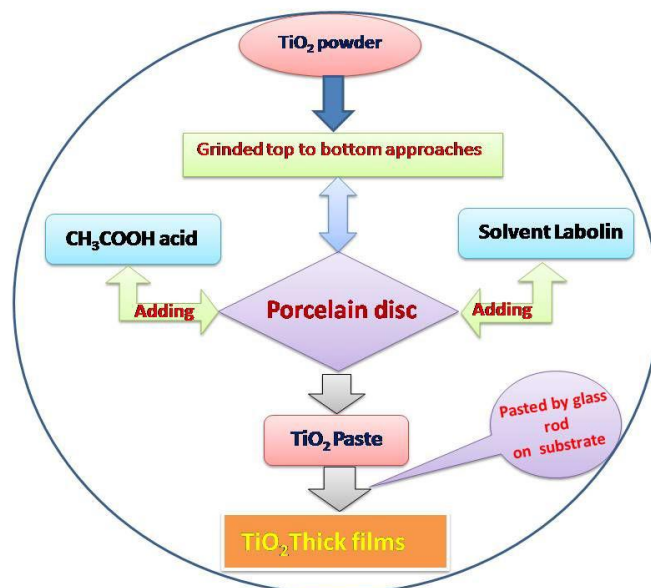 TiO₂ powder
Grinded top to bottom approaches
CH₃COOH acid
Solvent Labolin
Adding
Porcelain disc
Adding
TiO₂ Paste
Pasted by glass
rod
on substrate
TiO₂ Thick films